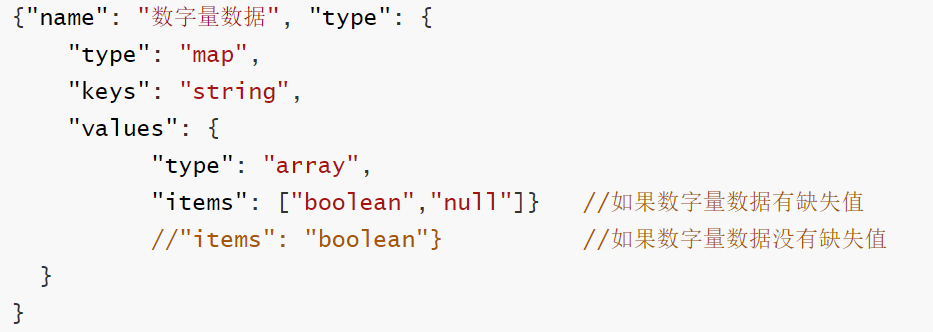 {"name": "数字量数据", "type": {
    "type": "map",
    "keys": "string",
    "values": {
          "type": "array",
          "items": ["boolean","null"]}   //如果数字量数据有缺失值
          //"items": "boolean"}          //如果数字量数据没有缺失值
  }
}